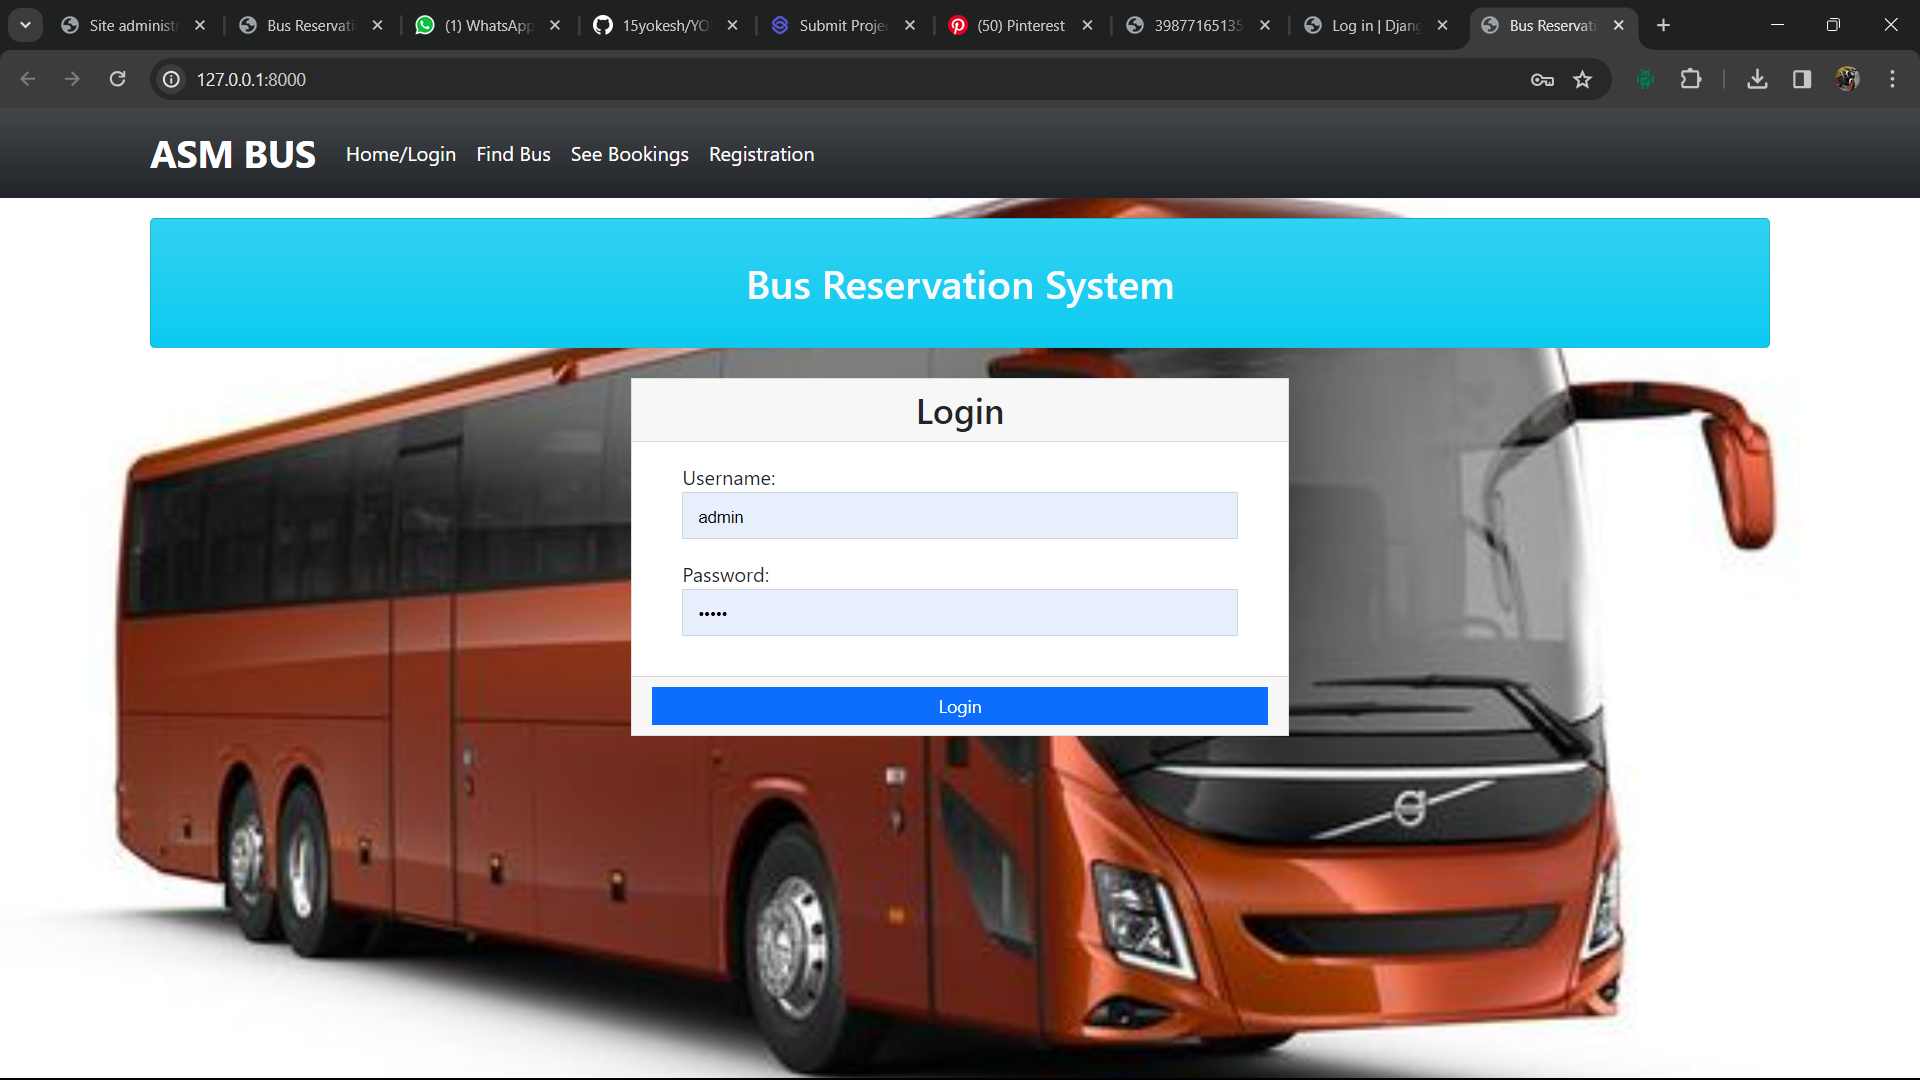 Site administ
Bus Reservati
(1) WhatsApp
15yokesh/YO
Submit Projec
(50) Pinterest
39877165135
Log in | Djang
Bus Reservati
127.0.0.1:8000
ASM BUS Home/Login Find Bus See Bookings Registration
Bus Reservation System
Login
Username:
admin
Password:
•••••
Login